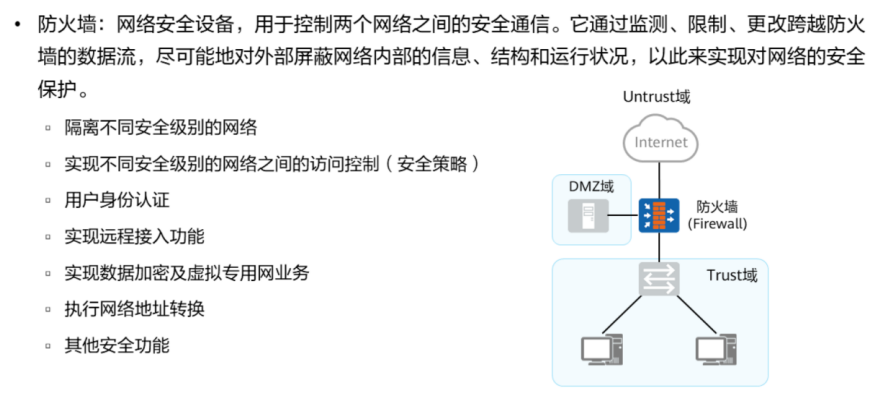 • 防火墙：网络安全设备，用于控制两个网络之间的安全通信。它通过监测、限制、更改跨越防火
墙的数据流，尽可能地对外部屏蔽网络内部的信息、结构和运行状况，以此来实现对网络的安全
保护。
▫ 隔离不同安全级别的网络
▫ 实现不同安全级别的网络之间的访问控制（安全策略）
▫ 用户身份认证
▫ 实现远程接入功能
▫ 实现数据加密及虚拟专用网业务
▫ 执行网络地址转换
▫ 其他安全功能
Untrust域
Internet
DMZ域
防火墙
(Firewall)
Trust域